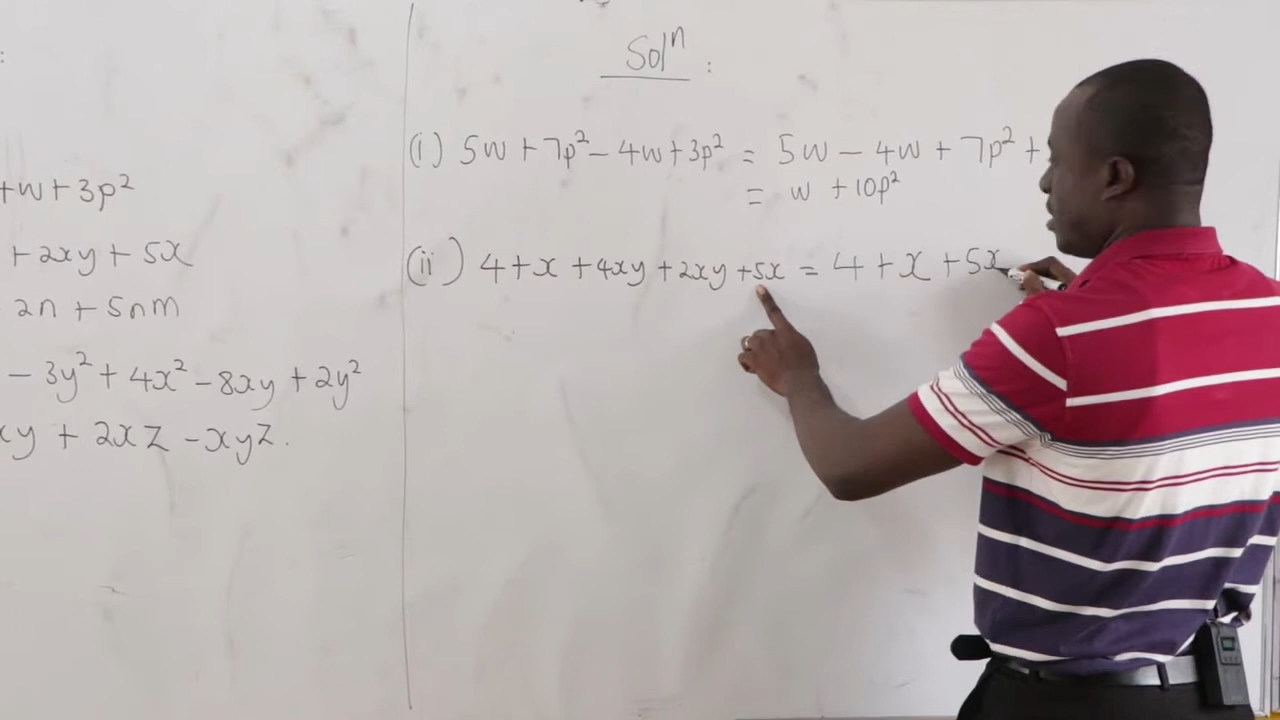 :
+w+3p²
+2xy+5x
2n+5nm
-3y²+4x²-8xy+2y²
xy+2xz-xyz.
Solⁿ:
(i) 5w+7p²-4w+3p² = 5w-4w+7p²+
= w+10p²
(ii) 4+x+4xy+2xy+5x = 4+x+5x